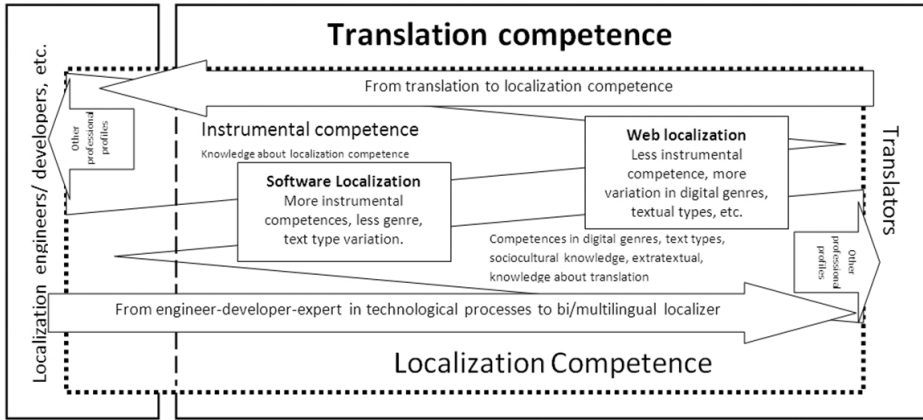 Translation competence
From translation to localization competence
Localization engineers/ developers, etc.
Other
professional
profiles
Instrumental competence
Knowledge about localization competence
Web localization
Less instrumental
competence, more
variation in digital genres,
textual types, etc.
Software Localization
More instrumental
competences, less genre,
text type variation.
Translators
Competences in digital genres, text types,
sociocultural knowledge, extratextual,
knowledge about translation
Other
professional
profiles
From engineer-developer-expert in technological processes to bi/multilingual localizer
Localization Competence